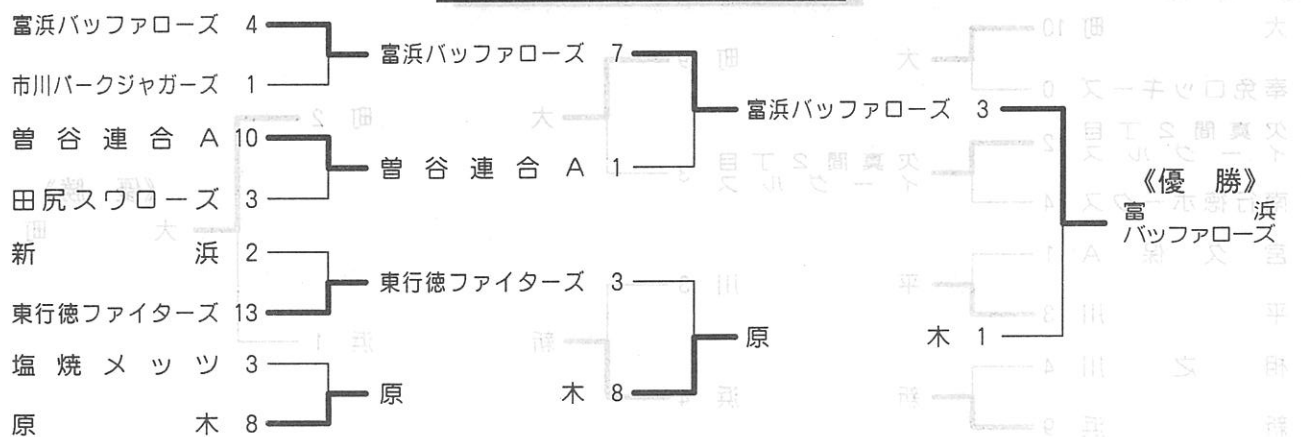 富浜バッファローズ 4
市川パークジャガーズ 1
曽谷連合A 10
田尻スワローズ 3
新浜 2
東行徳ファイターズ 13
塩焼メッツ 3
原木 8
富浜バッファローズ 7
曽谷連合A 1
東行徳ファイターズ 3
原木 8
富浜バッファローズ 3
原木 1
《優勝》
富浜
バッファローズ